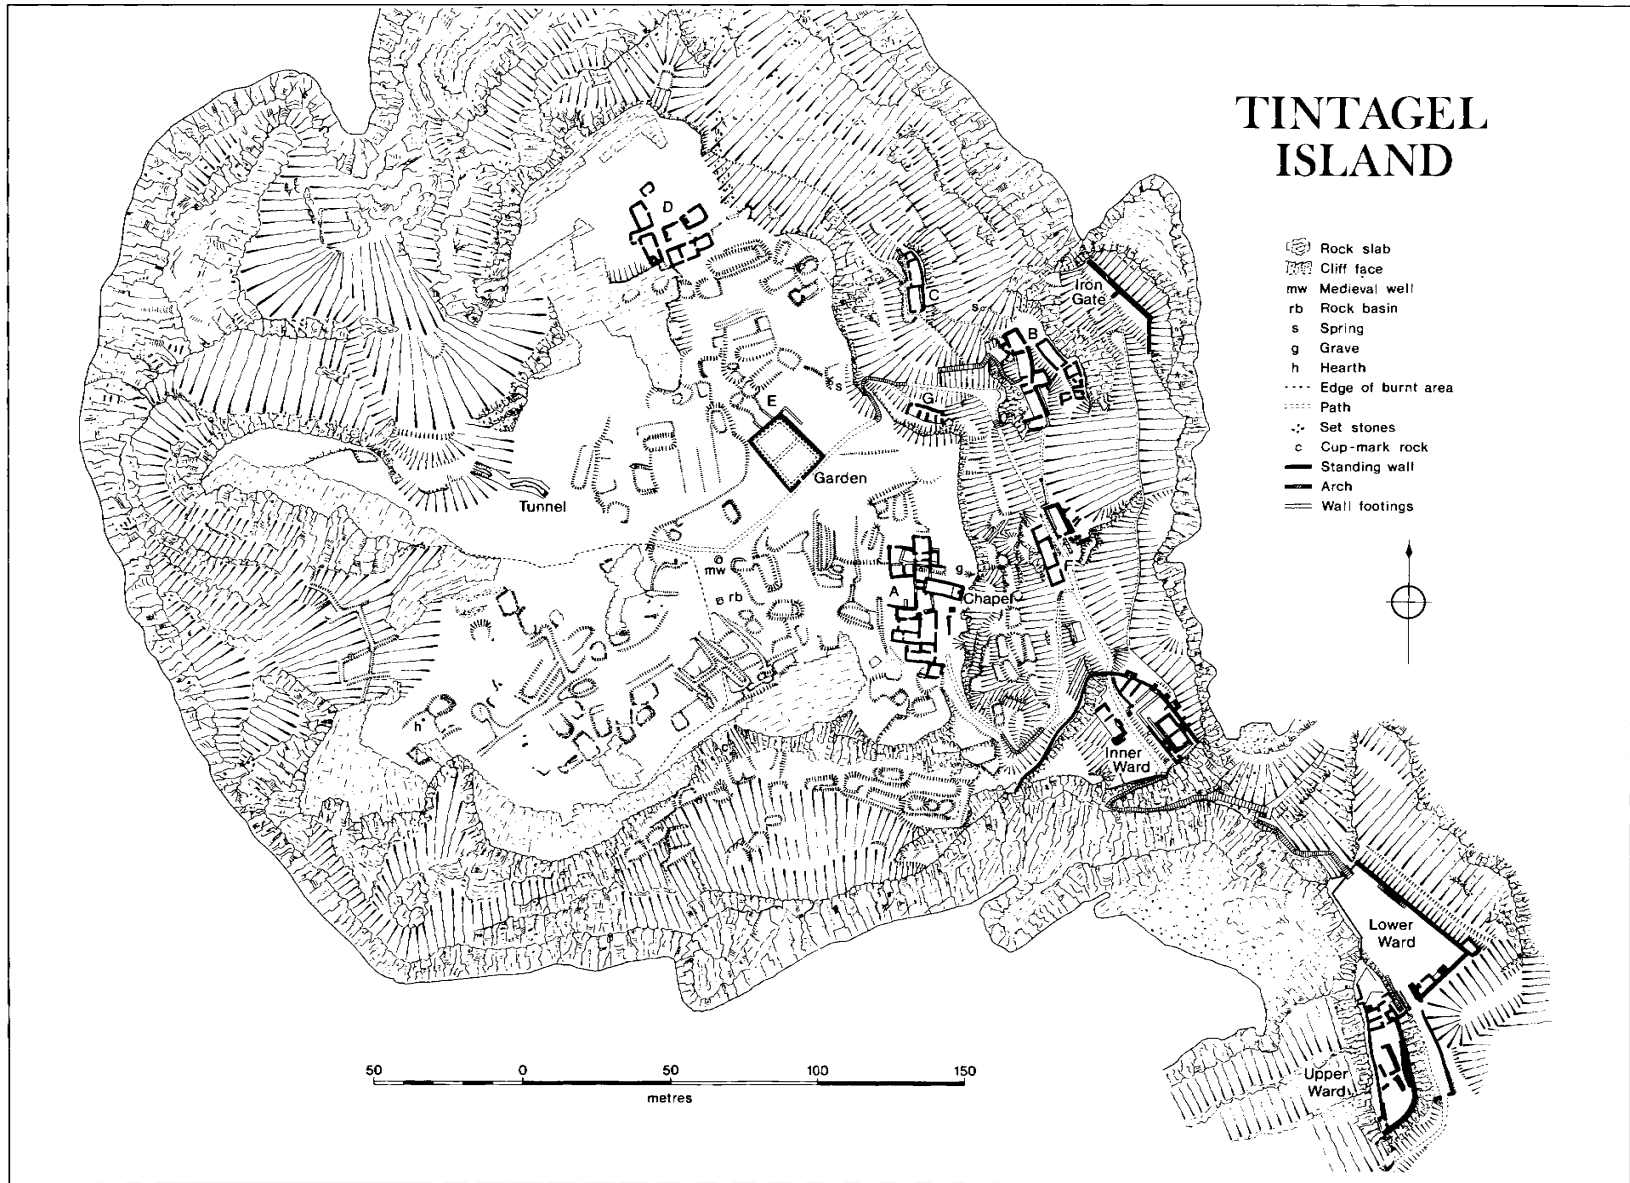 TINTAGEL
ISLAND
Rock slab
Cliff face
mw Medieval well
rb Rock basin
s Spring
g Grave
h Hearth
Edge of burnt area
Path
Set stones
c Cup-mark rock
Standing wall
Arch
Wall footings
D
C
s
Iron
Gate
B
s
G
E
Garden
Tunnel
mw
rb
g
A
Chapel
F
h
c
Inner
Ward
Lower
Ward
Upper
Ward
50 0 50 100 150
metres